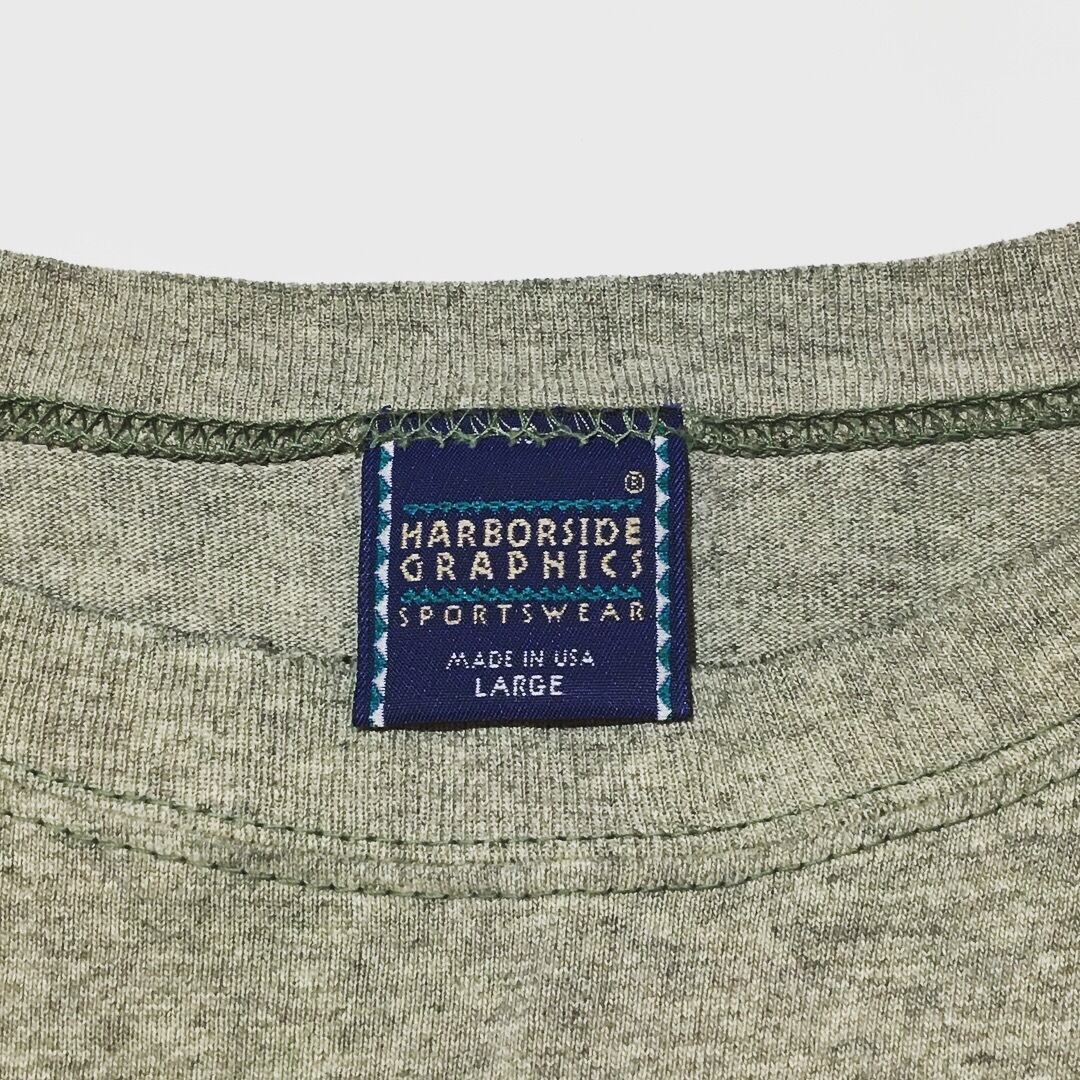 ®
HARBORSIDE
GRAPHICS
SPORTSWEAR
MADE IN USA
LARGE